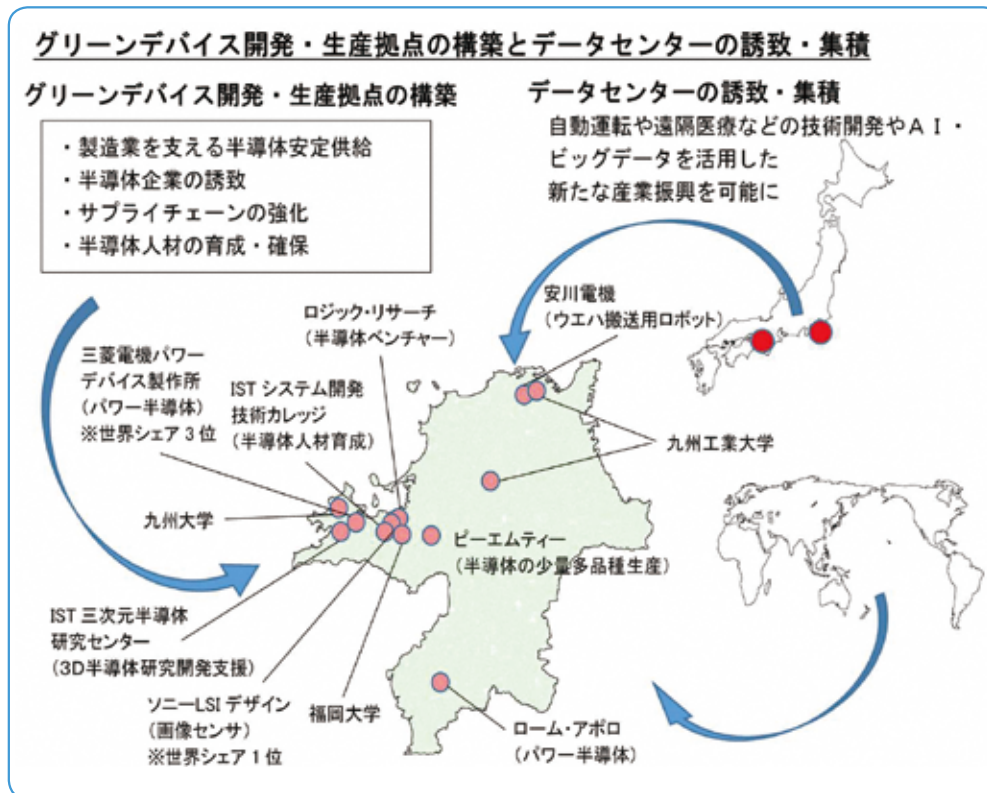 グリーンデバイス開発・生産拠点の構築とデータセンターの誘致・集積
グリーンデバイス開発・生産拠点の構築
・製造業を支える半導体安定供給
・半導体企業の誘致
・サプライチェーンの強化
・半導体人材の育成・確保
データセンターの誘致・集積
自動運転や遠隔医療などの技術開発やＡＩ・
ビッグデータを活用した
新たな産業振興を可能に
安川電機
（ウエハ搬送用ロボット）
ロジック・リサーチ
（半導体ベンチャー）
三菱電機パワー
デバイス製作所
（パワー半導体）
※世界シェア３位
IST システム開発
技術カレッジ
（半導体人材育成）
九州工業大学
九州大学
ピーエムティー
（半導体の少量多品種生産）
IST 三次元半導体
研究センター
（3D半導体研究開発支援）
ソニーLSI デザイン
（画像センサ）
※世界シェア１位
福岡大学
ローム・アポロ
（パワー半導体）